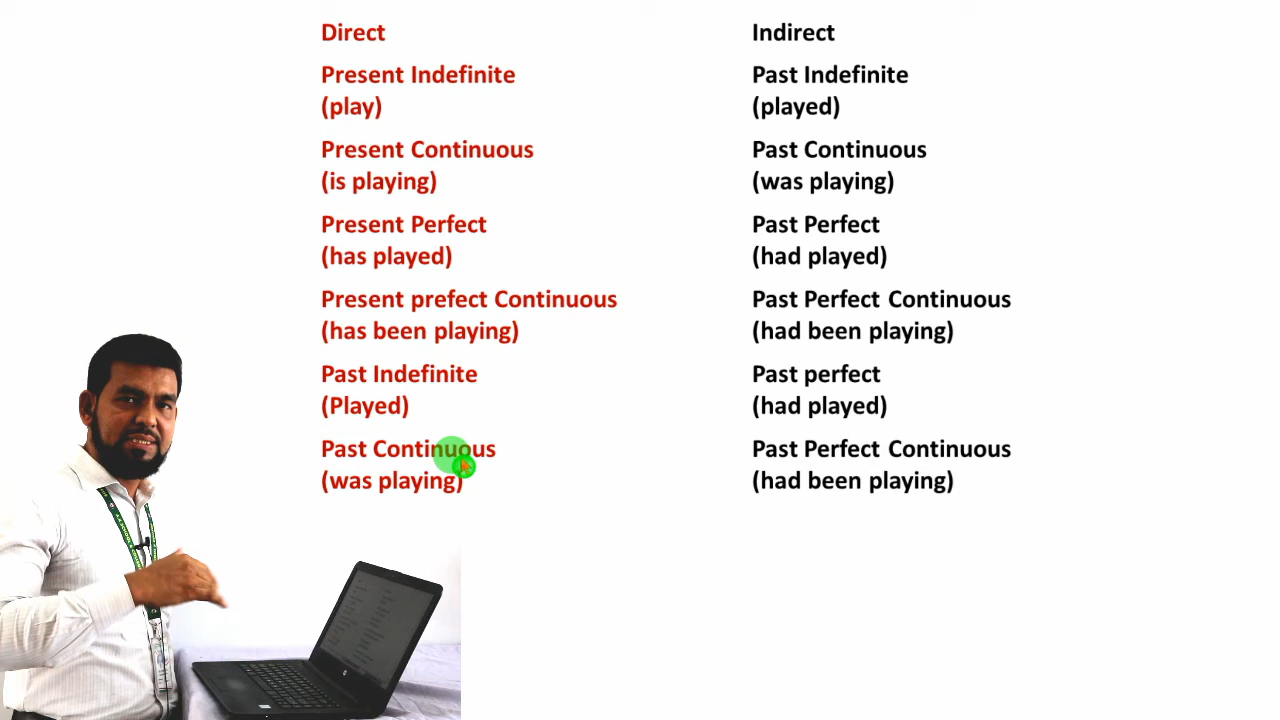 Direct Indirect
Present Indefinite Past Indefinite
(play) (played)
Present Continuous Past Continuous
(is playing) (was playing)
Present Perfect Past Perfect
(has played) (had played)
Present prefect Continuous Past Perfect Continuous
(has been playing) (had been playing)
Past Indefinite Past perfect
(Played) (had played)
Past Continuous Past Perfect Continuous
(was playing) (had been playing)